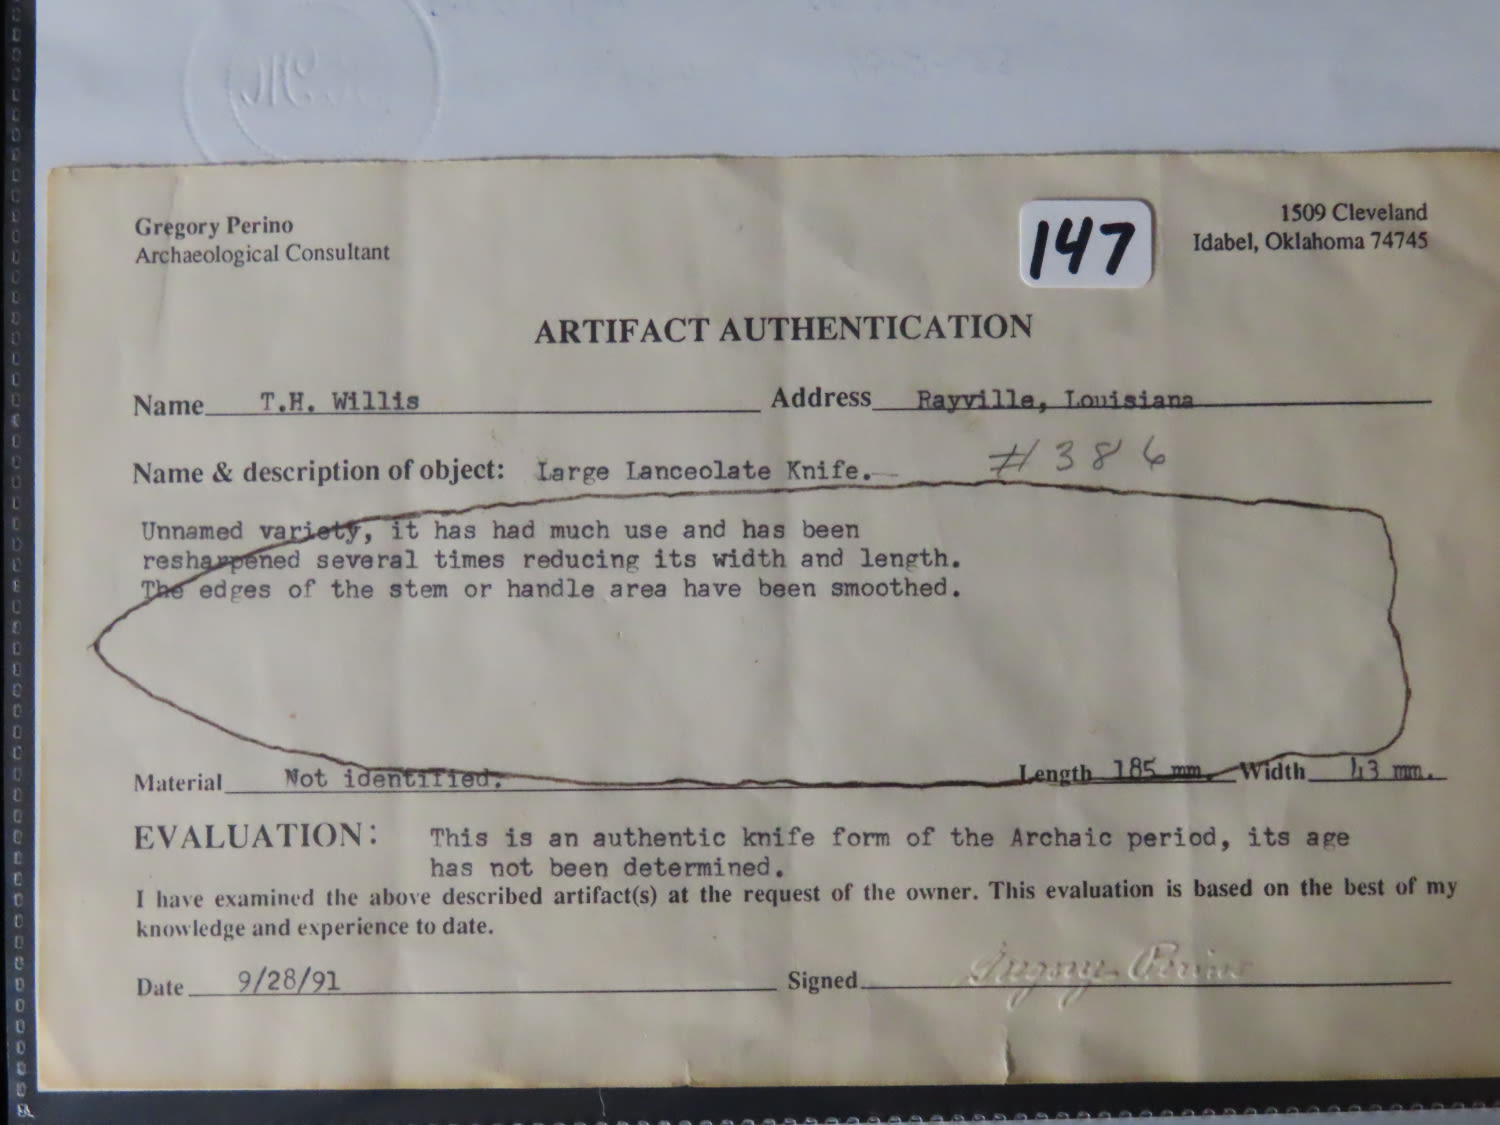 Gregory Perino
Archaeological Consultant
147
1509 Cleveland
Idabel, Oklahoma 74745
ARTIFACT AUTHENTICATION
Name T.H. Willis Address Rayville, Louisiana
Name & description of object: Large Lanceolate Knife. #386
Unnamed variety, it has had much use and has been
resharpened several times reducing its width and length.
The edges of the stem or handle area have been smoothed.
Material Not identified. Length 185 mm. Width 43 mm.
EVALUATION: This is an authentic knife form of the Archaic period, its age
has not been determined.
I have examined the above described artifact(s) at the request of the owner. This evaluation is based on the best of my
knowledge and experience to date.
Date 9/28/91 Signed Gregory Perino